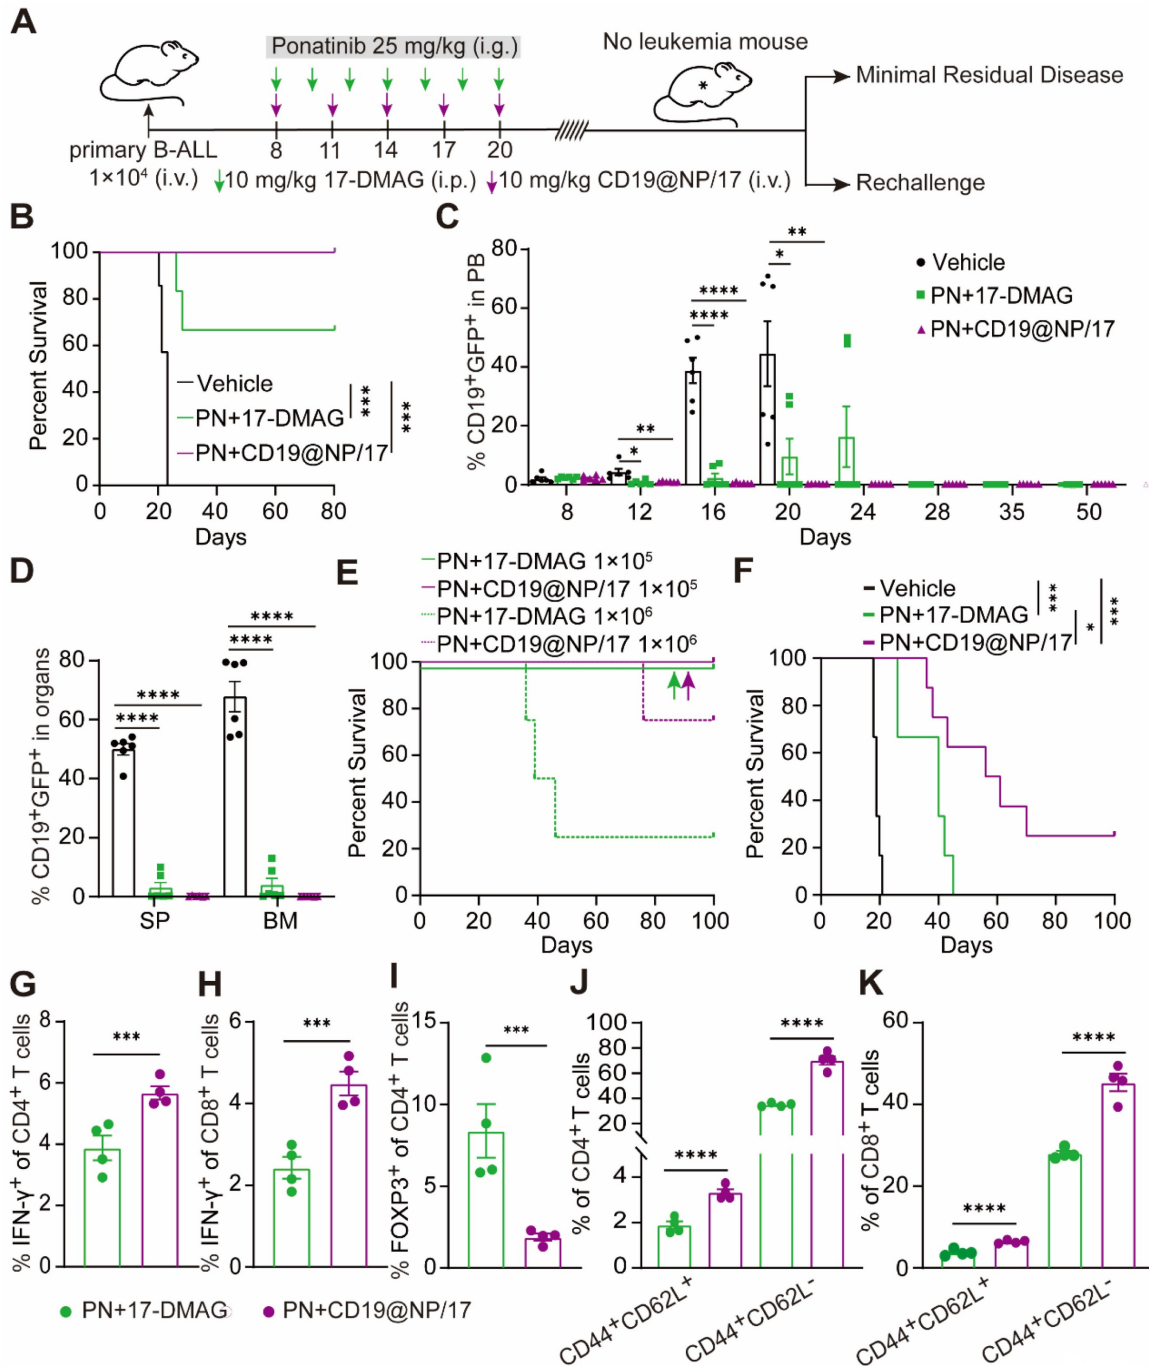 A
Ponatinib 25 mg/kg (i.g.)
No leukemia mouse
*
Minimal Residual Disease
primary B-ALL
8 11 14 17 20
1×10⁴ (i.v.)
10 mg/kg 17-DMAG (i.p.) 10 mg/kg CD19@NP/17 (i.v.)
Rechallenge
B
Percent Survival
100
80
60
40
20
0
0 20 40 60 80
Days
Vehicle
PN+17-DMAG
PN+CD19@NP/17
***
***
C
% CD19⁺GFP⁺ in PB
80
60
40
20
0
8 12 16 20 24 28 35 50
Days
**
*
****
****
**
*
Vehicle
PN+17-DMAG
PN+CD19@NP/17
D
% CD19⁺GFP⁺ in organs
80
60
40
20
0
SP BM
****
****
****
****
E
PN+17-DMAG 1×10⁵
PN+CD19@NP/17 1×10⁵
PN+17-DMAG 1×10⁶
PN+CD19@NP/17 1×10⁶
Percent Survival
100
80
60
40
20
0
0 20 40 60 80 100
Days
F
Vehicle
PN+17-DMAG
PN+CD19@NP/17
***
*
***
Percent Survival
100
80
60
40
20
0
0 20 40 60 80 100
Days
G
% IFN-γ⁺ of CD4⁺ T cells
8
6
4
2
0
***
H
% IFN-γ⁺ of CD8⁺ T cells
6
4
2
0
***
I
% FOXP3⁺ of CD4⁺ T cells
15
10
5
0
***
J
% of CD4⁺ T cells
100
80
60
40
20
4
2
0
****
****
CD44⁺CD62L⁺
CD44⁺CD62L⁻
K
% of CD8⁺ T cells
60
40
20
0
****
****
CD44⁺CD62L⁺
CD44⁺CD62L⁻
PN+17-DMAG PN+CD19@NP/17